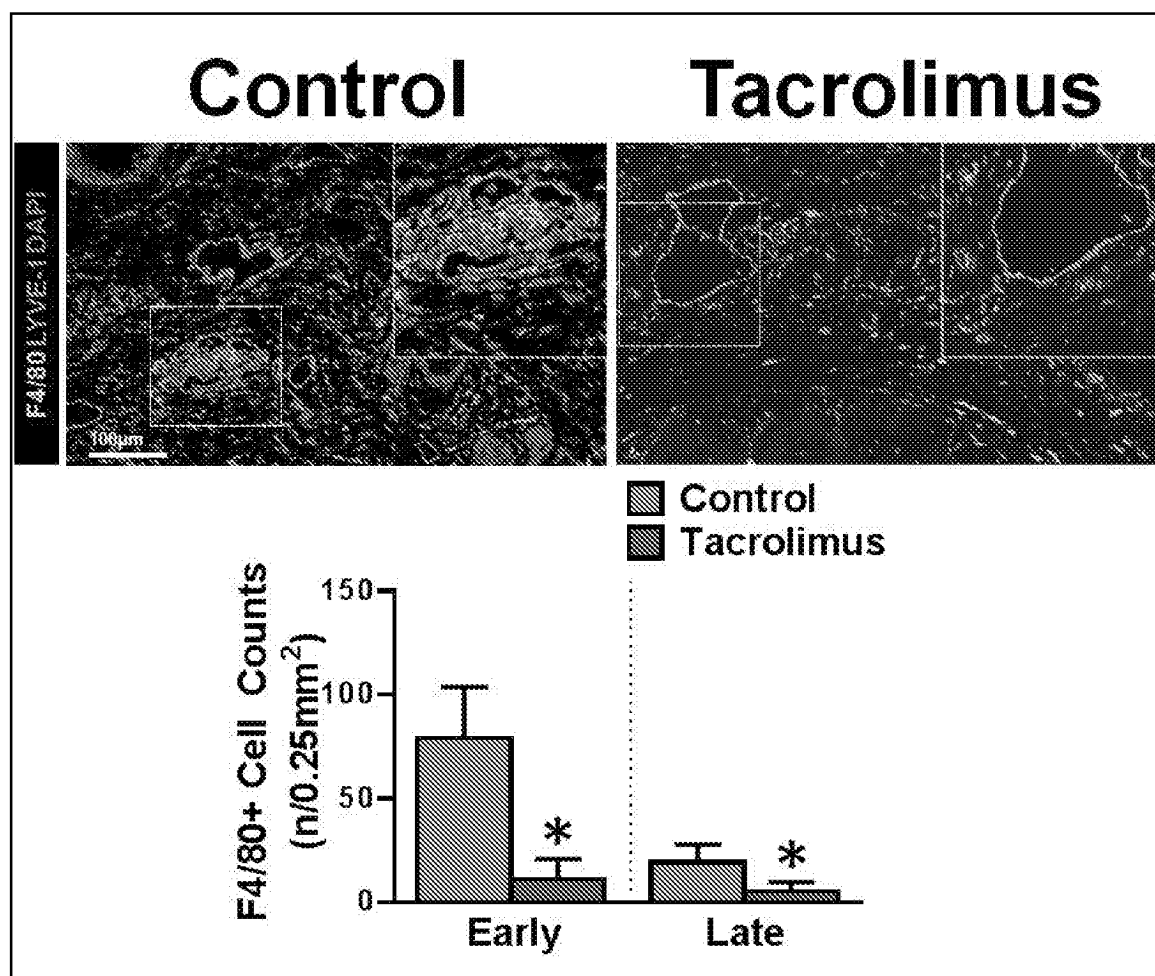 Control Tacrolimus
F4/80 LYVE-1 DAPI
100μm
Control
Tacrolimus
F4/80+ Cell Counts
(n/0.25mm²)
150
100
50
0
*
*
Early Late